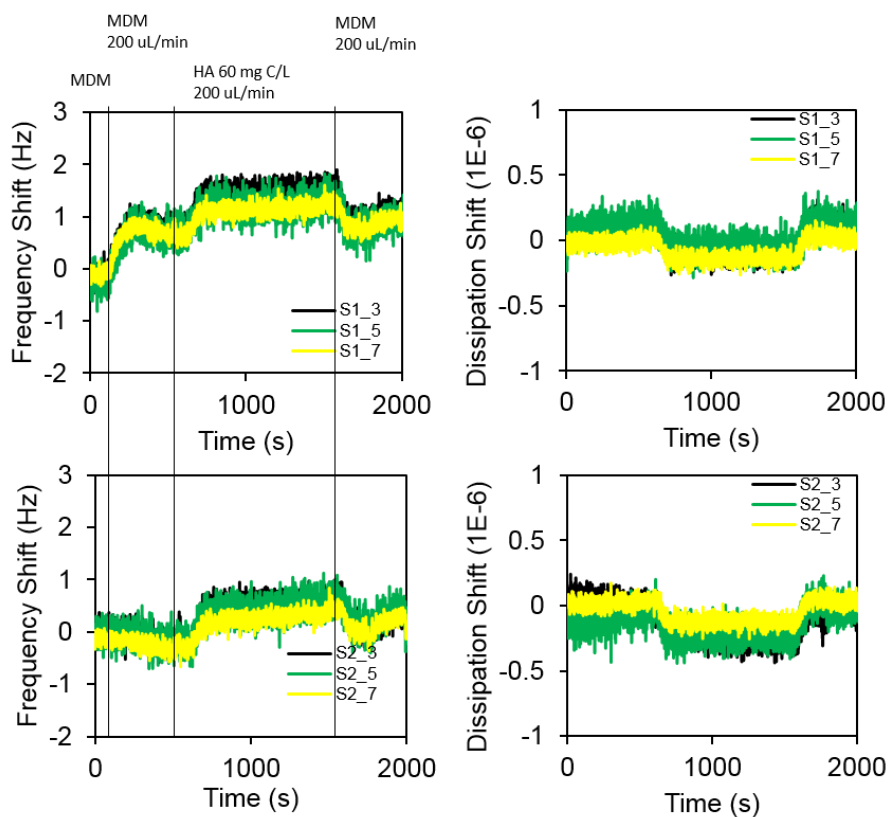 MDM
200 uL/min
MDM
200 uL/min
MDM
HA 60 mg C/L
200 uL/min
Frequency Shift (Hz)
3
2
1
0
-1
-2
S1_3
S1_5
S1_7
0
1000
2000
Time (s)
Dissipation Shift (1E-6)
1
0.5
0
-0.5
-1
S1_3
S1_5
S1_7
0
1000
2000
Time (s)
Frequency Shift (Hz)
3
2
1
0
-1
-2
S2_3
S2_5
S2_7
0
1000
2000
Time (s)
Dissipation Shift (1E-6)
1
0.5
0
-0.5
-1
S2_3
S2_5
S2_7
0
1000
2000
Time (s)